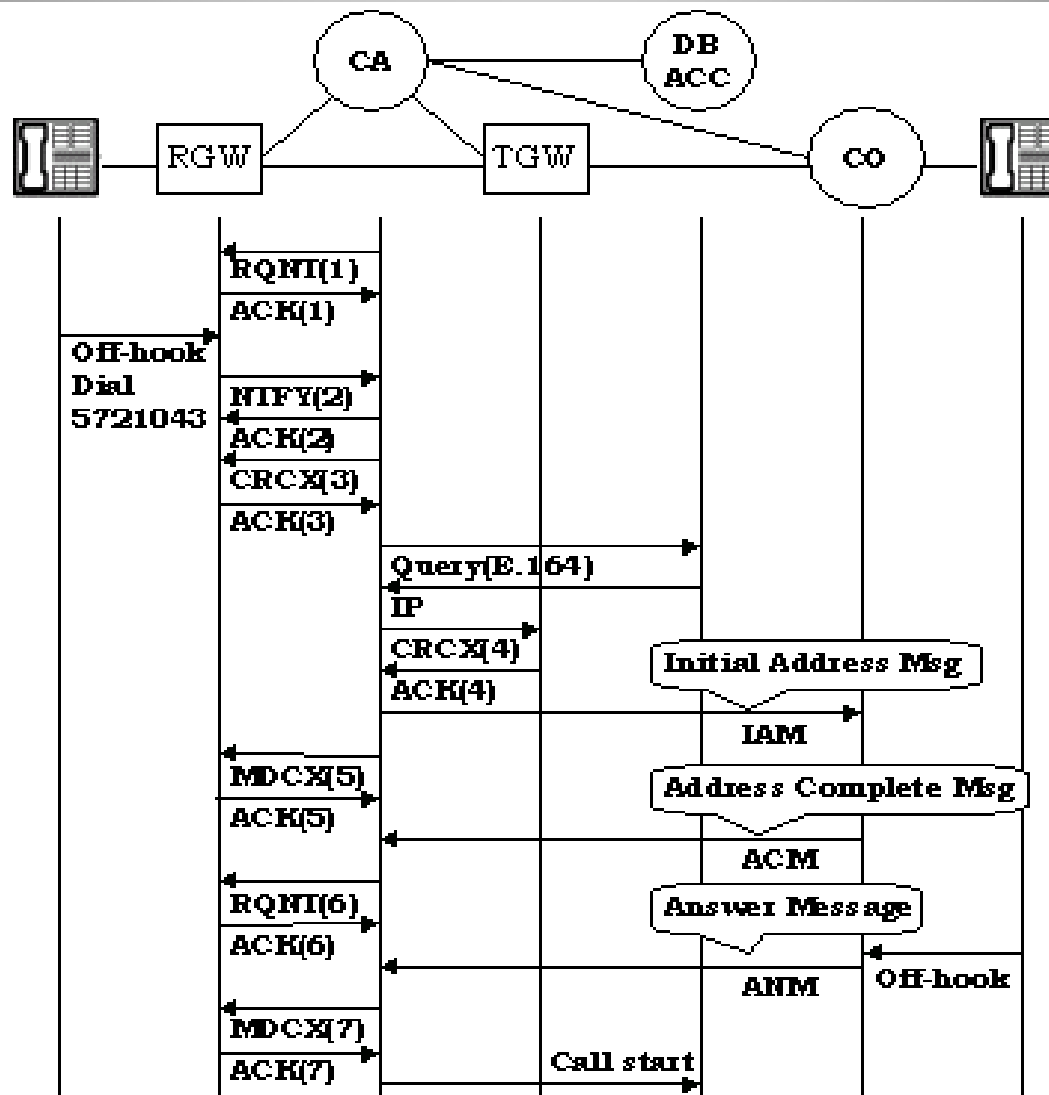 CA
DB
ACC
RGW
TGW
CO
RQNT(1)
ACK(1)
Off-hook
Dial
5721043
NTFY(2)
ACK(2)
CRCX(3)
ACK(3)
Query(E.164)
IP
CRCX(4)
ACK(4)
Initial Address Msg
IAM
MDCX(5)
ACK(5)
Address Complete Msg
ACM
RQNT(6)
ACK(6)
Answer Message
ANM
Off-hook
MDCX(7)
ACK(7)
Call start